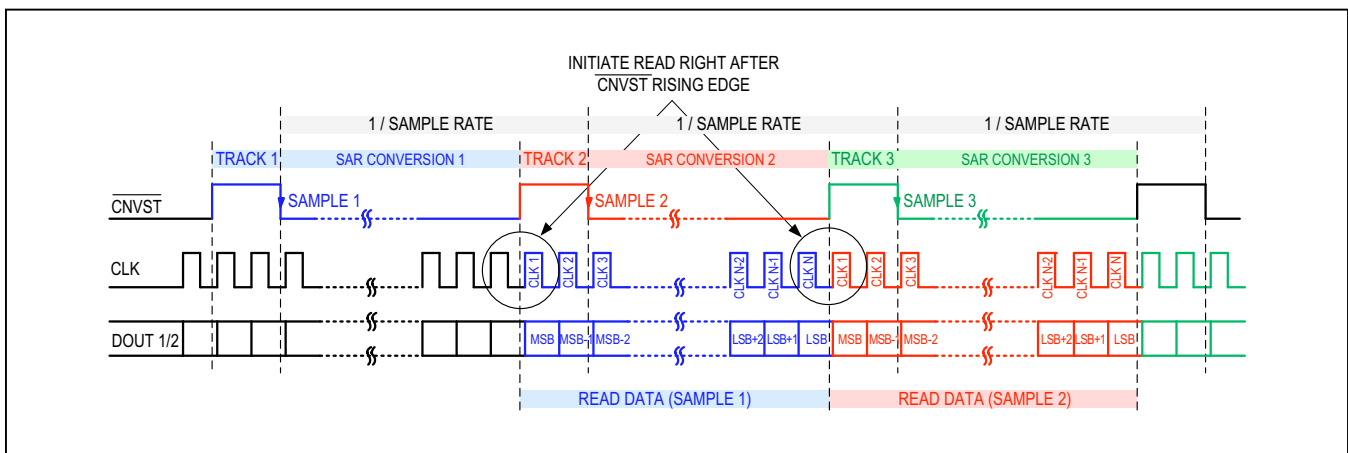 INITIATE READ RIGHT AFTER
CNVST RISING EDGE
1 / SAMPLE RATE 1 / SAMPLE RATE 1 / SAMPLE RATE
TRACK 1 SAR CONVERSION 1 TRACK 2 SAR CONVERSION 2 TRACK 3 SAR CONVERSION 3
CNVST SAMPLE 1 SAMPLE 2 SAMPLE 3
CLK CLK 1 CLK 2 CLK 3 CLK N-2 CLK N-1 CLK N CLK 1 CLK 2 CLK 3 CLK N-2 CLK N-1 CLK N
DOUT 1/2 MSB MSB-1 MSB-2 LSB+2 LSB+1 LSB MSB MSB-1 MSB-2 LSB+2 LSB+1 LSB
READ DATA (SAMPLE 1) READ DATA (SAMPLE 2)